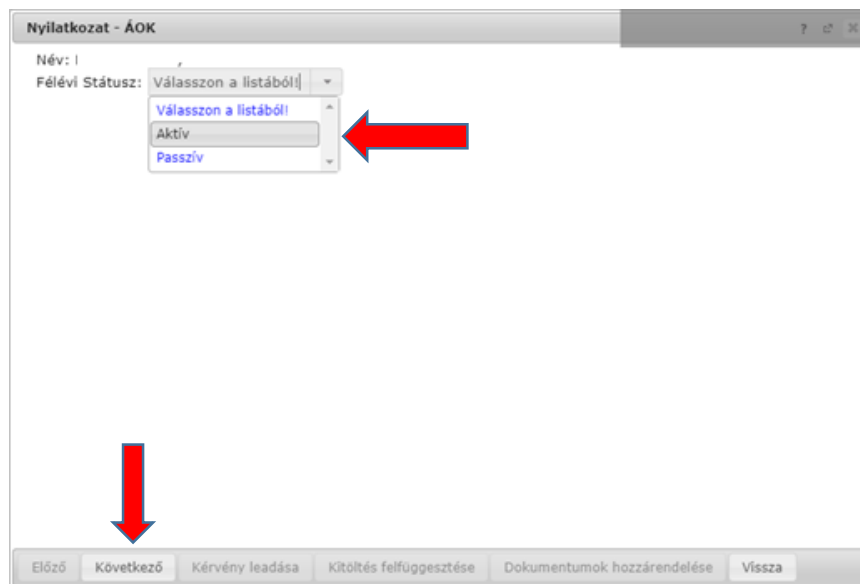 Nyilatkozat - ÁOK
?
Név:
Félévi Státusz: Válasszon a listából!
Válasszon a listából!
Aktív
Passzív
Előző Következő Kérvény leadása Kitöltés felfüggesztése Dokumentumok hozzárendelése Vissza